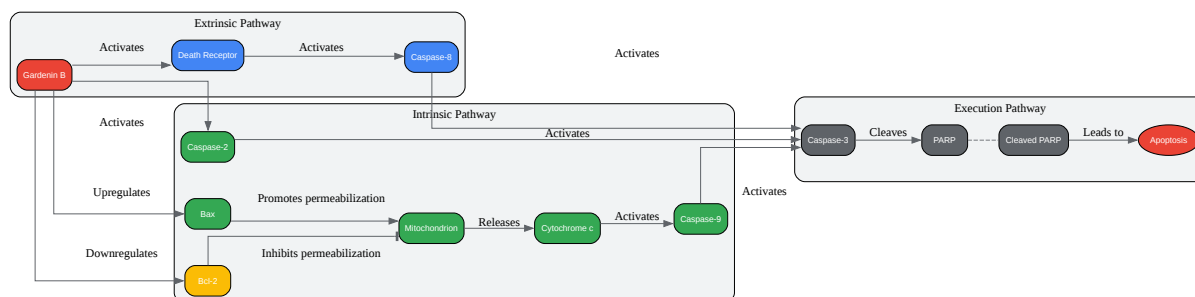 Extrinsic Pathway
Activates
Death Receptor
Activates
Caspase-8
Activates
Gardenin B
Activates
Intrinsic Pathway
Caspase-2
Activates
Execution Pathway
Caspase-3
Cleaves
PARP
Cleaved PARP
Leads to
Apoptosis
Upregulates
Bax
Promotes permeabilization
Mitochondrion
Releases
Cytochrome c
Activates
Caspase-9
Activates
Downregulates
Inhibits permeabilization
Bcl-2